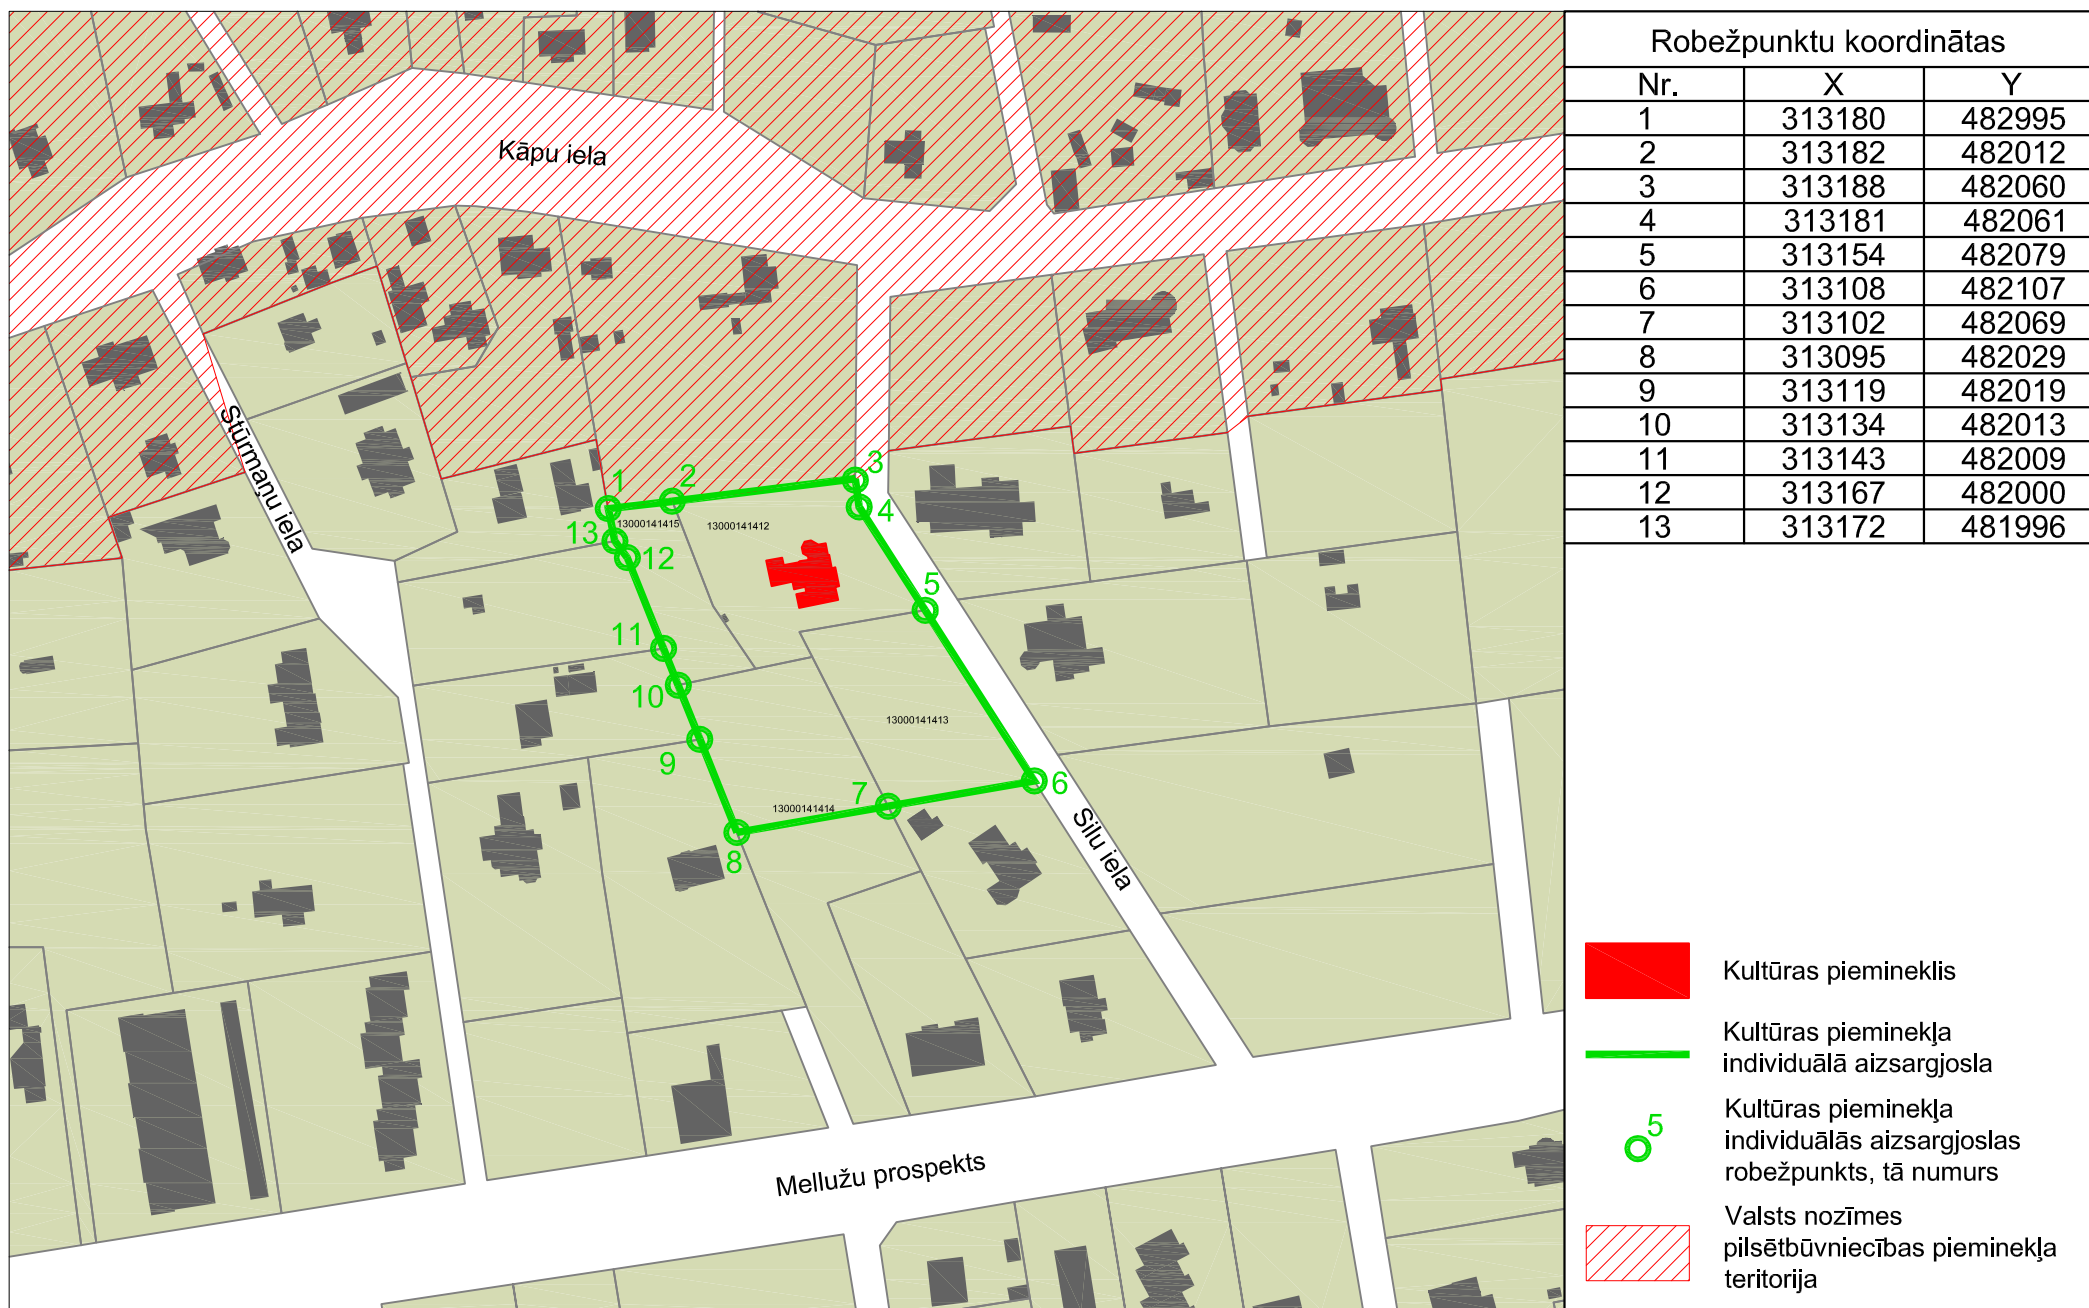 Kāpu iela
Stūrmaņu iela
1
2
3
4
13
13000141415
13000141412
12
5
11
10
13000141413
9
7
6
13000141414
8
Silu iela
Mellužu prospekts
Robežpunktu koordinātas
Nr. X Y
1 313180 482995
2 313182 482012
3 313188 482060
4 313181 482061
5 313154 482079
6 313108 482107
7 313102 482069
8 313095 482029
9 313119 482019
10 313134 482013
11 313143 482009
12 313167 482000
13 313172 481996
Kultūras piemineklis
Kultūras pieminekļa
individuālā aizsargjosla
5
Kultūras pieminekļa
individuālās aizsargjoslas
robežpunkts, tā numurs
Valsts nozīmes
pilsētbūvniecības pieminekļa
teritorija